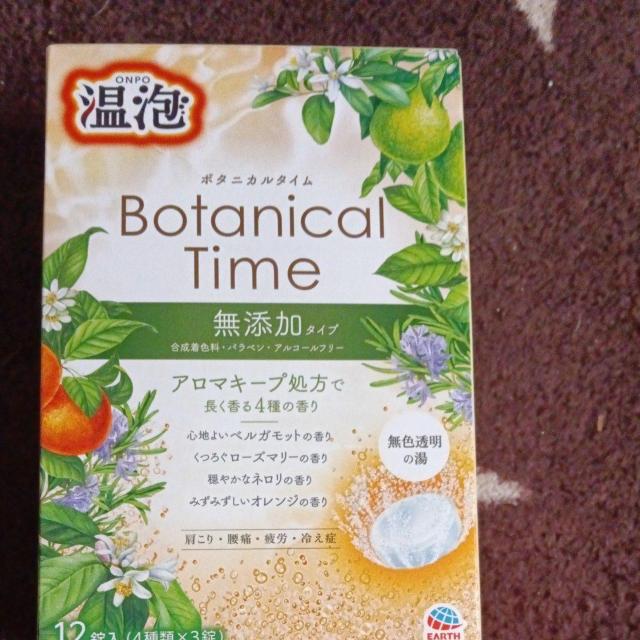 ONPO
温泡
ボタニカルタイム
Botanical
Time
無添加タイプ
合成着色料・パラベン・アルコールフリー
アロマキープ処方で
長く香る4種の香り
心地よいベルガモットの香り
くつろぐローズマリーの香り
穏やかなネロリの香り
みずみずしいオレンジの香り
無色透明
の湯
肩こり・腰痛・疲労・冷え症
12錠入(4種類×3錠)
EARTH